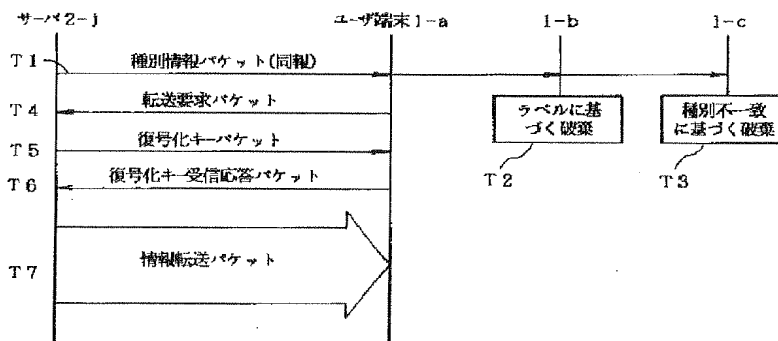 サーバ2-j ユーザ端末1-a 1-b 1-c
T1 種別情報パケット(同報)
T4 転送要求パケット
ラベルに基
づく破棄
種別不一致
に基づく破棄
T5 復号化キーパケット
T2 T3
T6 復号化キー受信応答パケット
T7 情報転送パケット